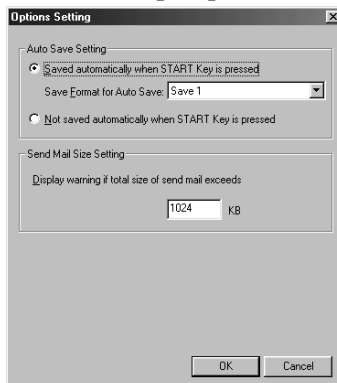 Options Setting
Auto Save Setting
Saved automatically when START Key is pressed
Save Format for Auto Save: Save 1
Not saved automatically when START Key is pressed
Send Mail Size Setting
Display warning if total size of send mail exceeds
1024 KB
OK Cancel